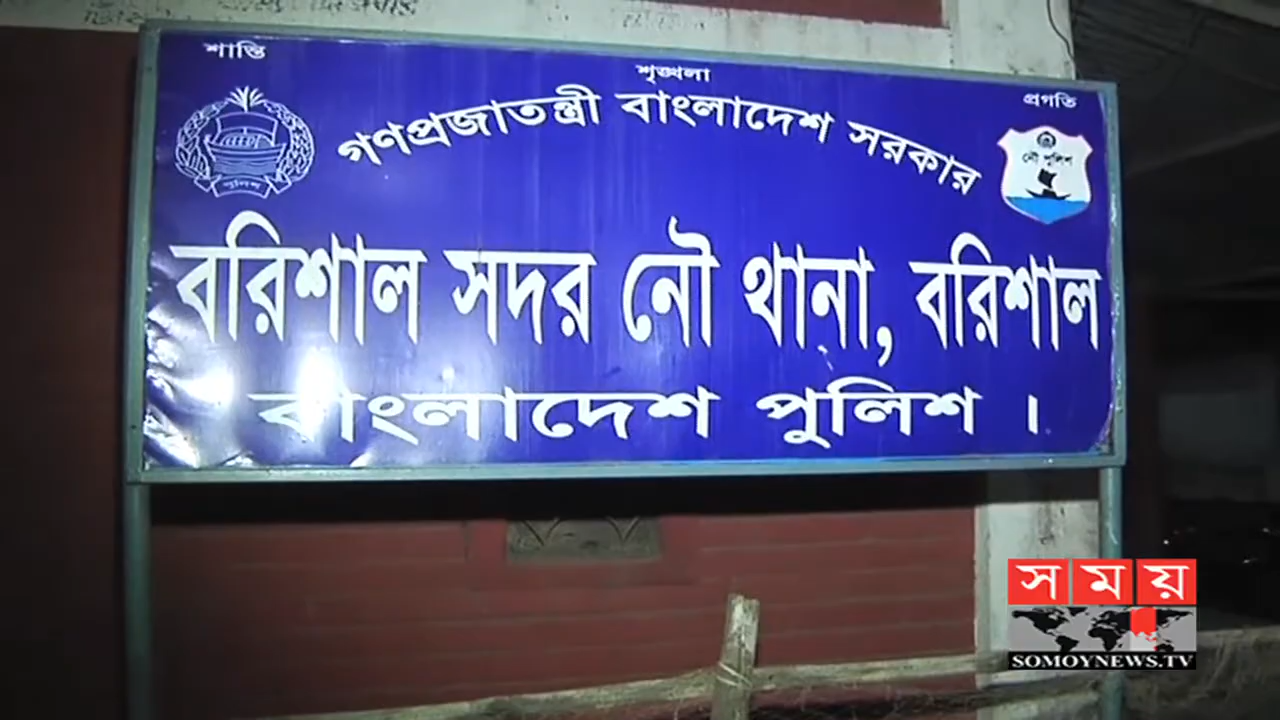 শান্তি
শৃঙ্খলা
প্রগতি
গণপ্রজাতন্ত্রী বাংলাদেশ সরকার
পুলিশ
নৌ পুলিশ
বরিশাল সদর নৌ থানা, বরিশাল
বাংলাদেশ পুলিশ ।
সময়
SOMOYNEWS.TV